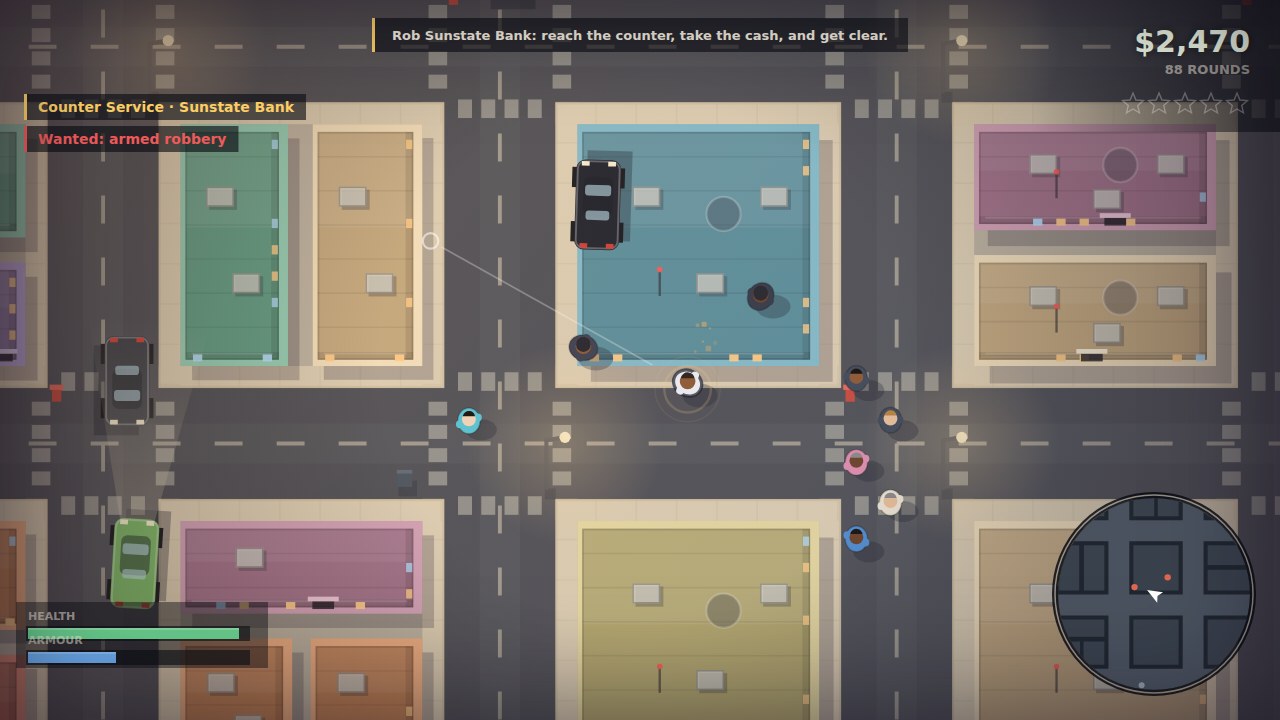 Rob Sunstate Bank: reach the counter, take the cash, and get clear.
$2,470
88 ROUNDS
Counter Service · Sunstate Bank
Wanted: armed robbery
HEALTH
ARMOUR